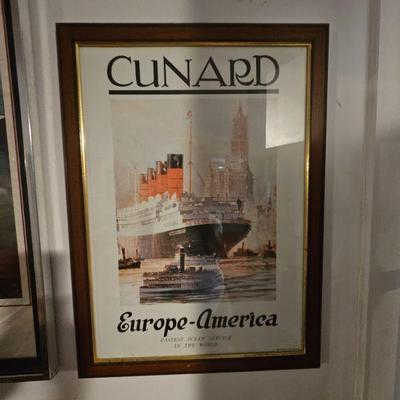 CUNARD
Europe-America
FASTEST OCEAN SERVICE
IN THE WORLD